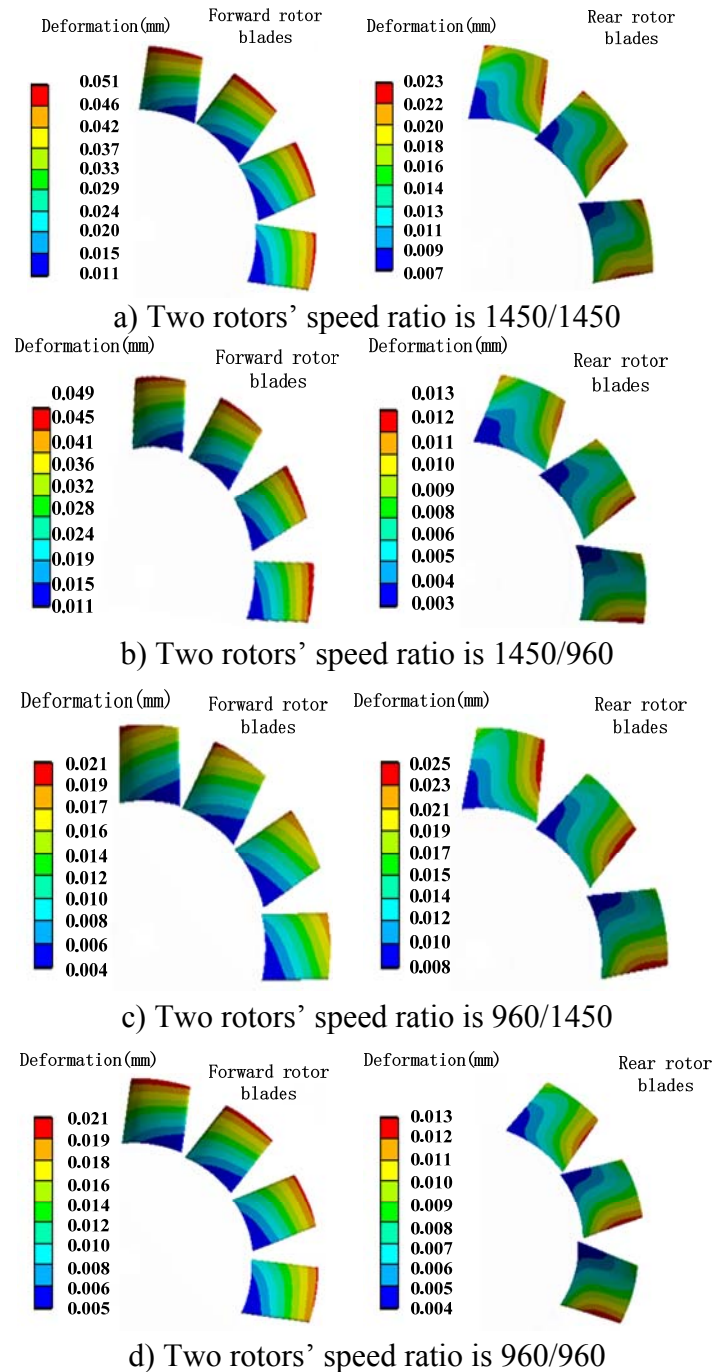 Deformation(mm)
Forward rotor
blades
0.051
0.046
0.042
0.037
0.033
0.029
0.024
0.020
0.015
0.011
Deformation(mm)
Rear rotor
blades
0.023
0.022
0.020
0.018
0.016
0.014
0.013
0.011
0.009
0.007
a) Two rotors’ speed ratio is 1450/1450
Deformation(mm)
Forward rotor
blades
0.049
0.045
0.041
0.036
0.032
0.028
0.024
0.019
0.015
0.011
Deformation(mm)
Rear rotor
blades
0.013
0.012
0.011
0.010
0.009
0.008
0.006
0.005
0.004
0.003
b) Two rotors’ speed ratio is 1450/960
Deformation(mm)
Forward rotor
blades
0.021
0.019
0.017
0.016
0.014
0.012
0.010
0.008
0.006
0.004
Deformation(mm)
Rear rotor
blades
0.025
0.023
0.021
0.019
0.017
0.015
0.014
0.012
0.010
0.008
c) Two rotors’ speed ratio is 960/1450
Deformation(mm)
Forward rotor
blades
0.021
0.019
0.018
0.016
0.014
0.012
0.010
0.008
0.006
0.005
Deformation(mm)
Rear rotor
blades
0.013
0.012
0.011
0.010
0.009
0.008
0.007
0.006
0.005
0.004
d) Two rotors’ speed ratio is 960/960